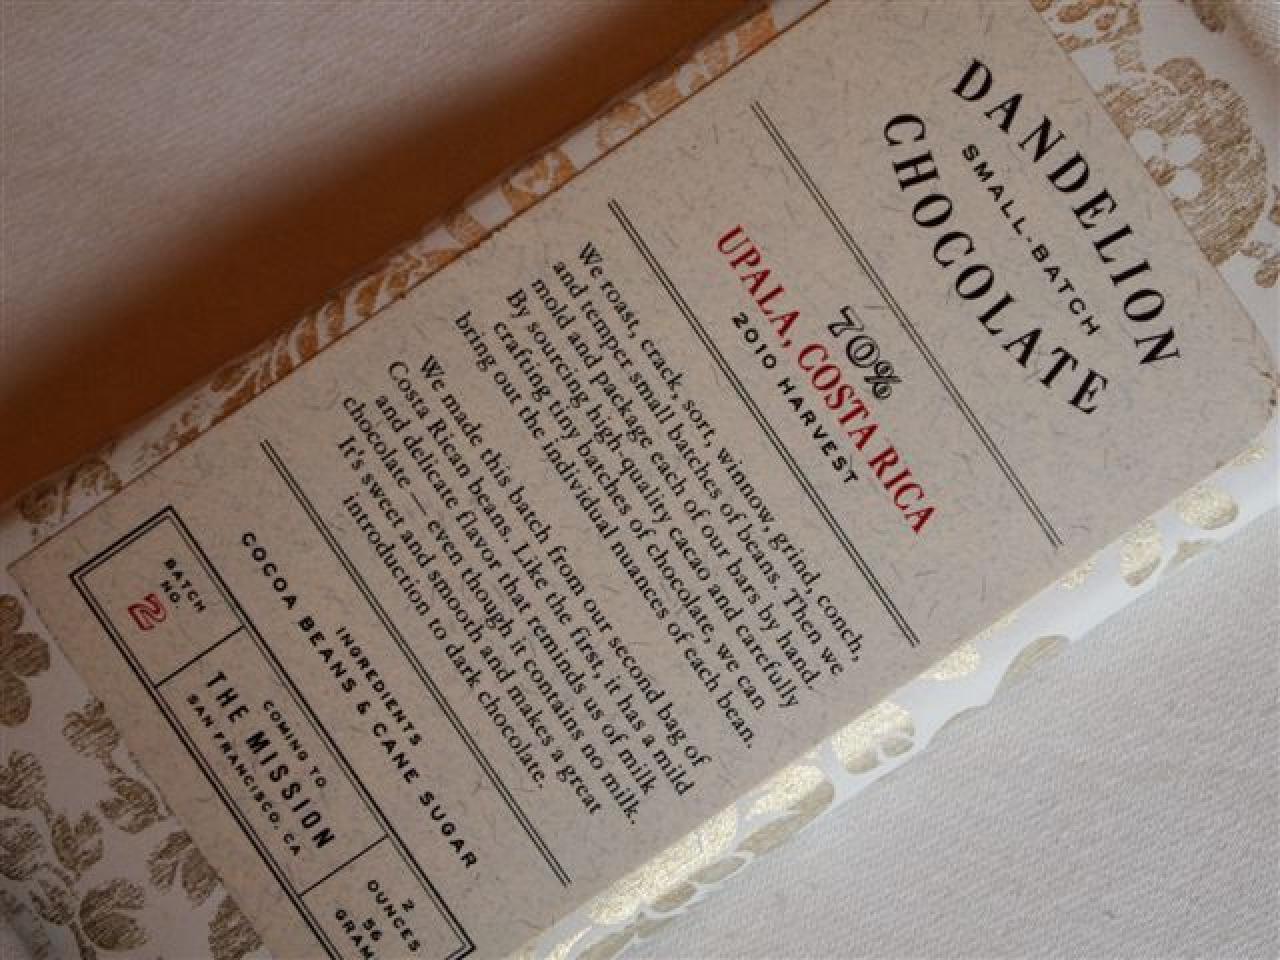 DANDELION
SMALL-BATCH
CHOCOLATE
70%
UPALA, COSTA RICA
2010 HARVEST
We roast, crack, sort, winnow, grind, conch,
and temper small batches of beans. Then we
mold and package each of our bars by hand.
By sourcing high-quality cacao and carefully
crafting tiny batches of chocolate, we can
bring out the individual nuances of each bean.
We made this batch from our second bag of
Costa Rican beans. Like the first, it has a mild
and delicate flavor that reminds us of milk
chocolate — even though it contains no milk.
It's sweet and smooth and makes a great
introduction to dark chocolate.
INGREDIENTS
COCOA BEANS & CANE SUGAR
BATCH
NO.
2
COMING TO
THE MISSION
SAN FRANCISCO, CA
2
OUNCES
56
GRAM